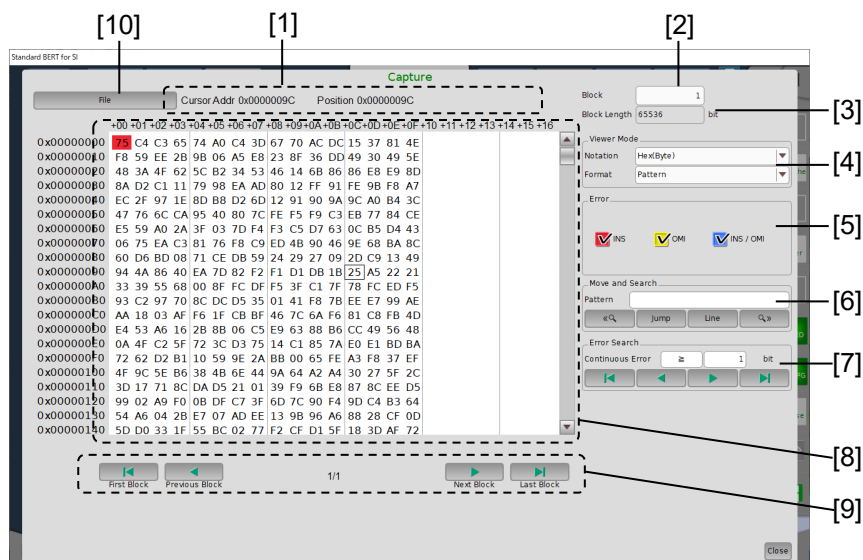 [10] [1] [2]
Standard BERT for SI
Capture
File
Cursor Addr 0x0000009C Position 0x0000009C
Block 1
Block Length 65536 bit
[3]
+00 +01 +02 +03 +04 +05 +06 +07 +08 +09 +0A +0B +0C +0D +0E +0F +10 +11 +12 +13 +14 +15 +16
0x00000000 75 C4 C3 65 74 A0 C4 3D 67 70 AC DC 15 37 81 4E
0x00000010 F8 59 EE 2B 9B 06 A5 E8 23 8F 36 DD 49 30 49 5E
0x00000020 48 3A 4F 62 5C B2 34 53 46 14 6B 86 86 E8 E9 8D
0x00000030 8A D2 C1 11 79 98 EA AD 80 12 FF 91 FE 9B F8 A7
0x00000040 EC 2F 97 1E 8D B8 D2 6D 12 91 90 9A 9C A0 B4 3C
0x00000050 47 76 6C CA 95 40 80 7C FE F5 F9 C3 EB 77 84 CE
0x00000060 E5 59 A0 2A 3F 03 7D F4 F3 C5 D7 63 0C B5 D4 43
0x00000070 06 75 EA C3 81 76 F8 C9 ED 4B 90 46 9E 68 BA 8C
0x00000080 60 D6 BD 08 71 CE DB 59 24 29 27 09 2D C9 13 49
0x00000090 94 4A 86 40 EA 7D 82 F2 F1 D1 DB 1B 25 A5 22 21
0x000000A0 33 39 55 68 00 8F FC DF F5 3F C1 7F 78 FC ED F5
0x000000B0 93 C2 97 70 8C DC D5 35 01 41 F8 7B EE E7 99 AE
0x000000C0 AA 18 03 AF F6 1F CB BF 46 7C 6A F6 81 C8 FB 4D
0x000000D0 E4 53 A6 16 2B 8B 06 C5 E9 63 88 B6 CC 49 56 48
0x000000E0 0A 4F C2 5F 72 3C D3 75 14 C1 85 7A E0 E1 BD BA
0x000000F0 72 62 D2 B1 10 59 9E 2A BB 00 65 FE A3 F8 37 EF
0x00000100 4F 9C 5E B6 38 4B 6E 44 9A 64 A2 A4 30 27 5F 2C
0x00000110 3D 17 71 8C DA D5 21 01 39 F9 6B E8 87 8C EE D5
0x00000120 99 02 A9 F0 0B DF C7 3F 6D 7C 90 F4 9D C4 B3 64
0x00000130 54 A6 04 2B E7 07 AD EE 13 9B 96 A6 88 28 CF 0D
0x00000140 5D D0 33 1F 55 BC 02 77 F2 CF D1 5F 18 3D AF 72
Viewer Mode
Notation Hex(Byte)
Format Pattern
[4]
Error
INS OMI INS / OMI
[5]
Move and Search
Pattern
[6]
« Jump Line »
Error Search
Continuous Error ≧ 1 bit
[7]
[8]
First Block Previous Block 1/1 Next Block Last Block
[9]
Close